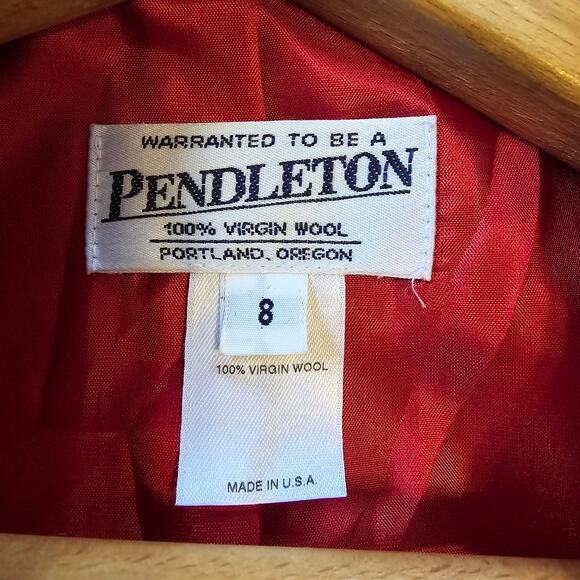 WARRANTED TO BE A
PENDLETON
100% VIRGIN WOOL
PORTLAND, OREGON
8
100% VIRGIN WOOL
MADE IN U.S.A.